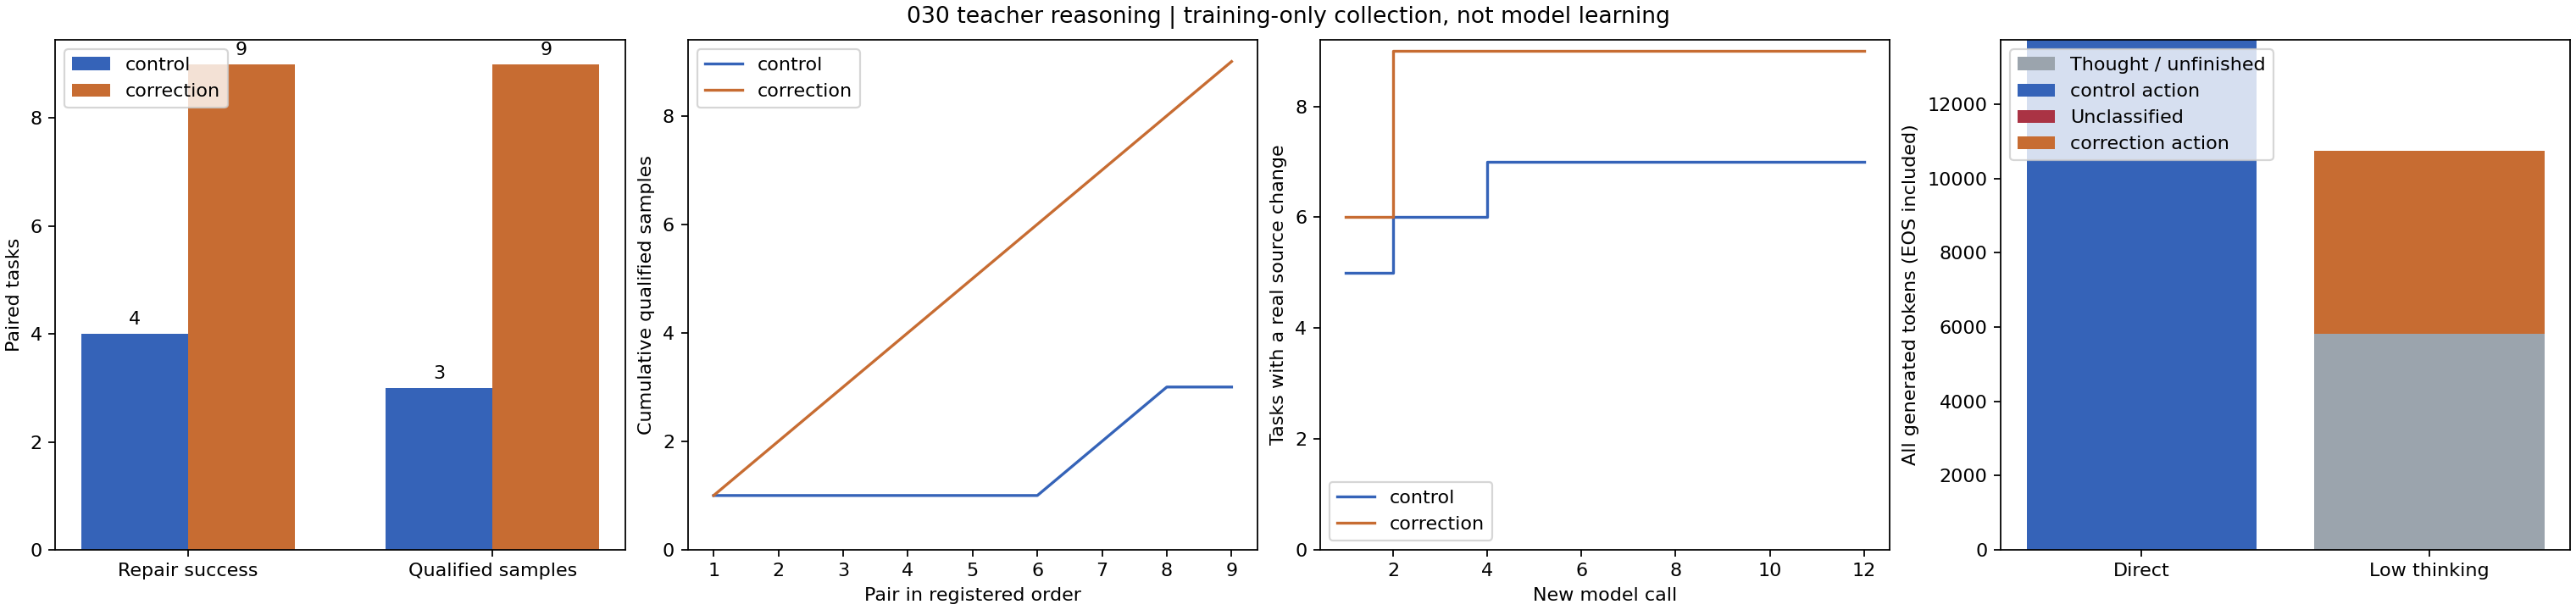 030 teacher reasoning | training-only collection, not model learning
Paired tasks
0
2
4
6
8
control
correction
4
9
3
9
Repair success
Qualified samples
Cumulative qualified samples
0
2
4
6
8
control
correction
1
2
3
4
5
6
7
8
9
Pair in registered order
Tasks with a real source change
0
2
4
6
8
control
correction
2
4
6
8
10
12
New model call
All generated tokens (EOS included)
0
2000
4000
6000
8000
10000
12000
Thought / unfinished
control action
Unclassified
correction action
Direct
Low thinking